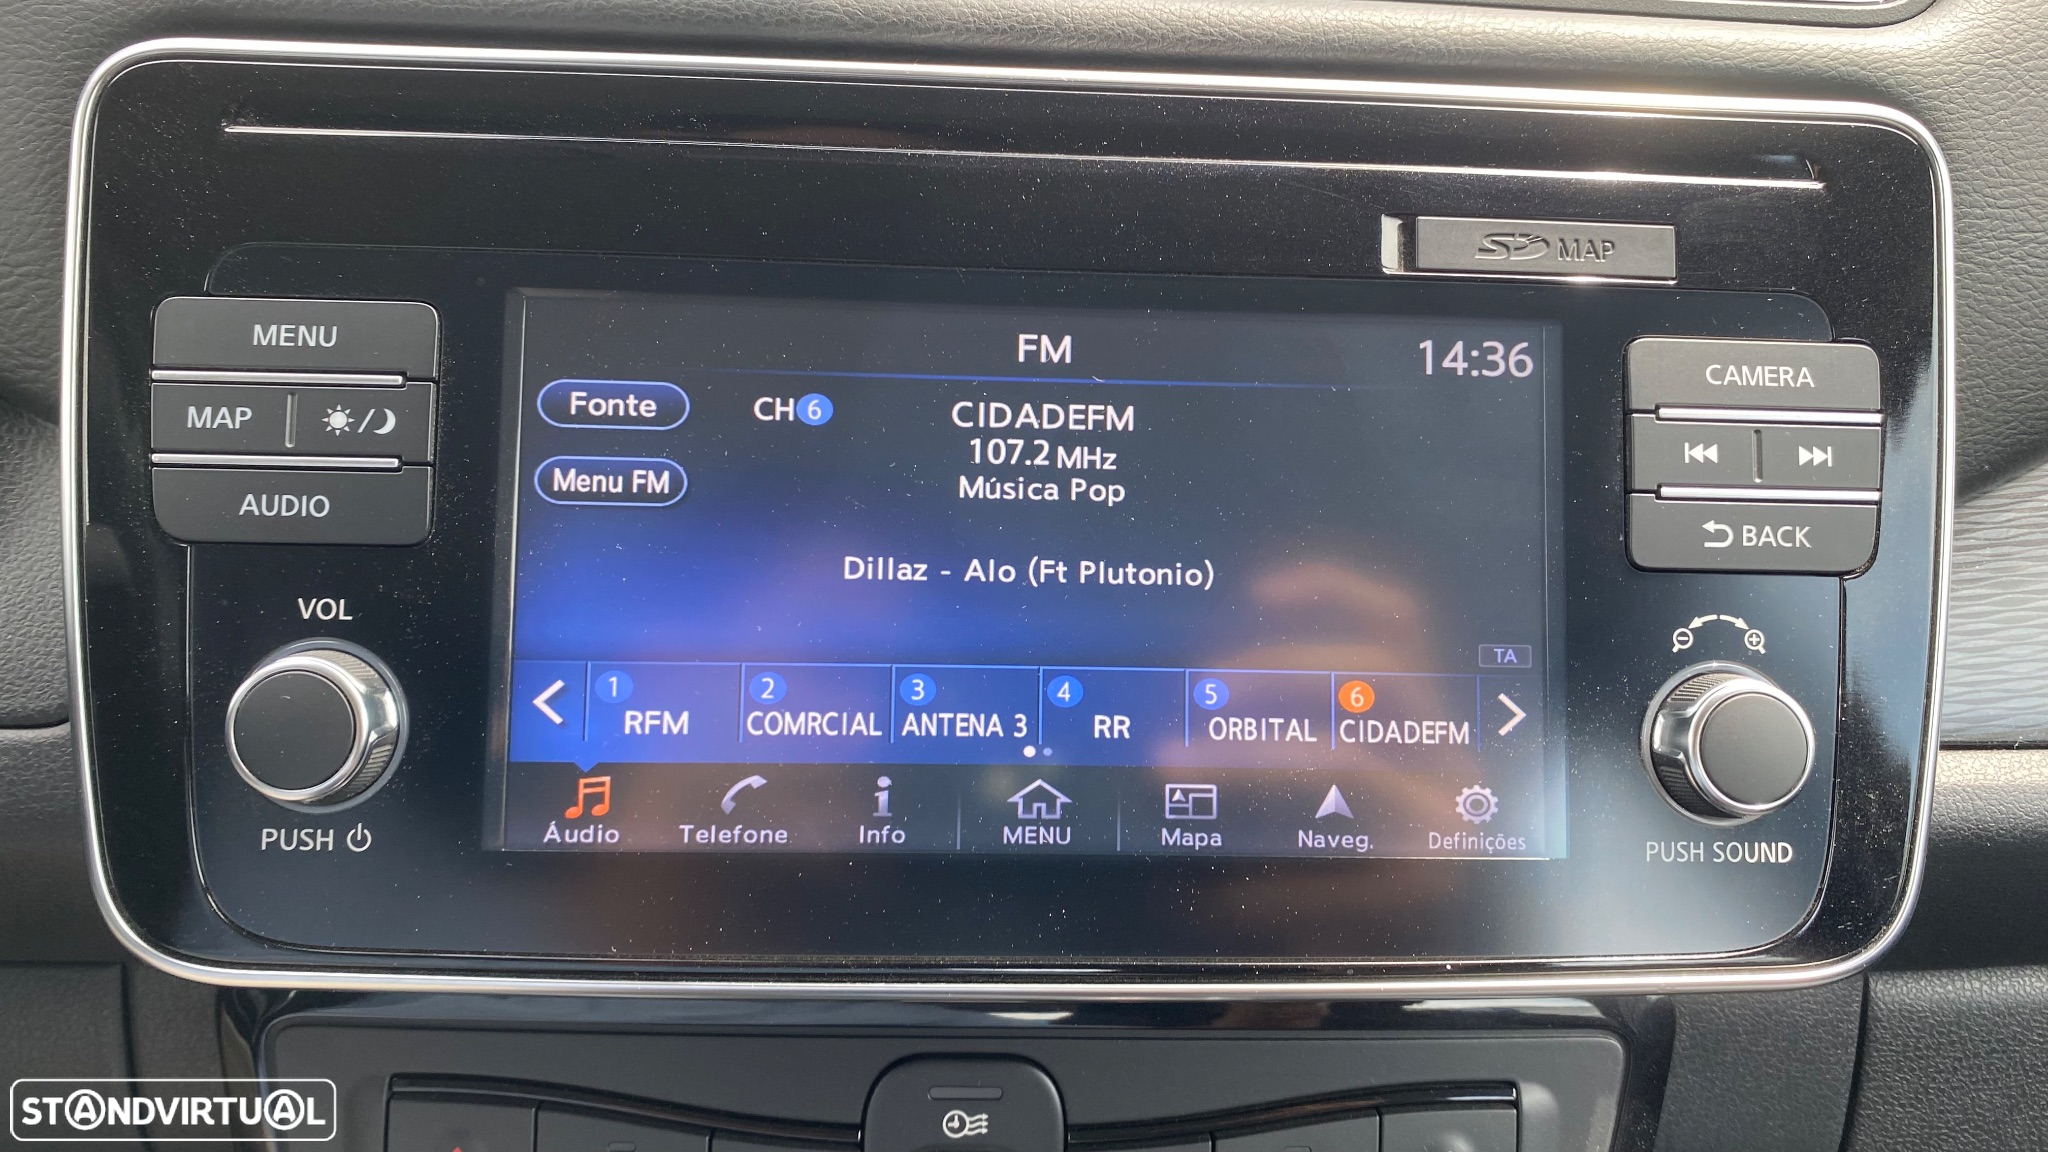 SD MAP
MENU
MAP
AUDIO
VOL
PUSH
FM
14:36
Fonte
Menu FM
CH 6
CIDADEFM
107.2 MHz
Música Pop
Dillaz - Alo (Ft Plutonio)
TA
1 RFM
2 COMRCIAL
3 ANTENA 3
4 RR
5 ORBITAL
6 CIDADEFM
Áudio
Telefone
Info
MENU
Mapa
Naveg.
Definições
CAMERA
BACK
PUSH SOUND
STANDVIRTUAL